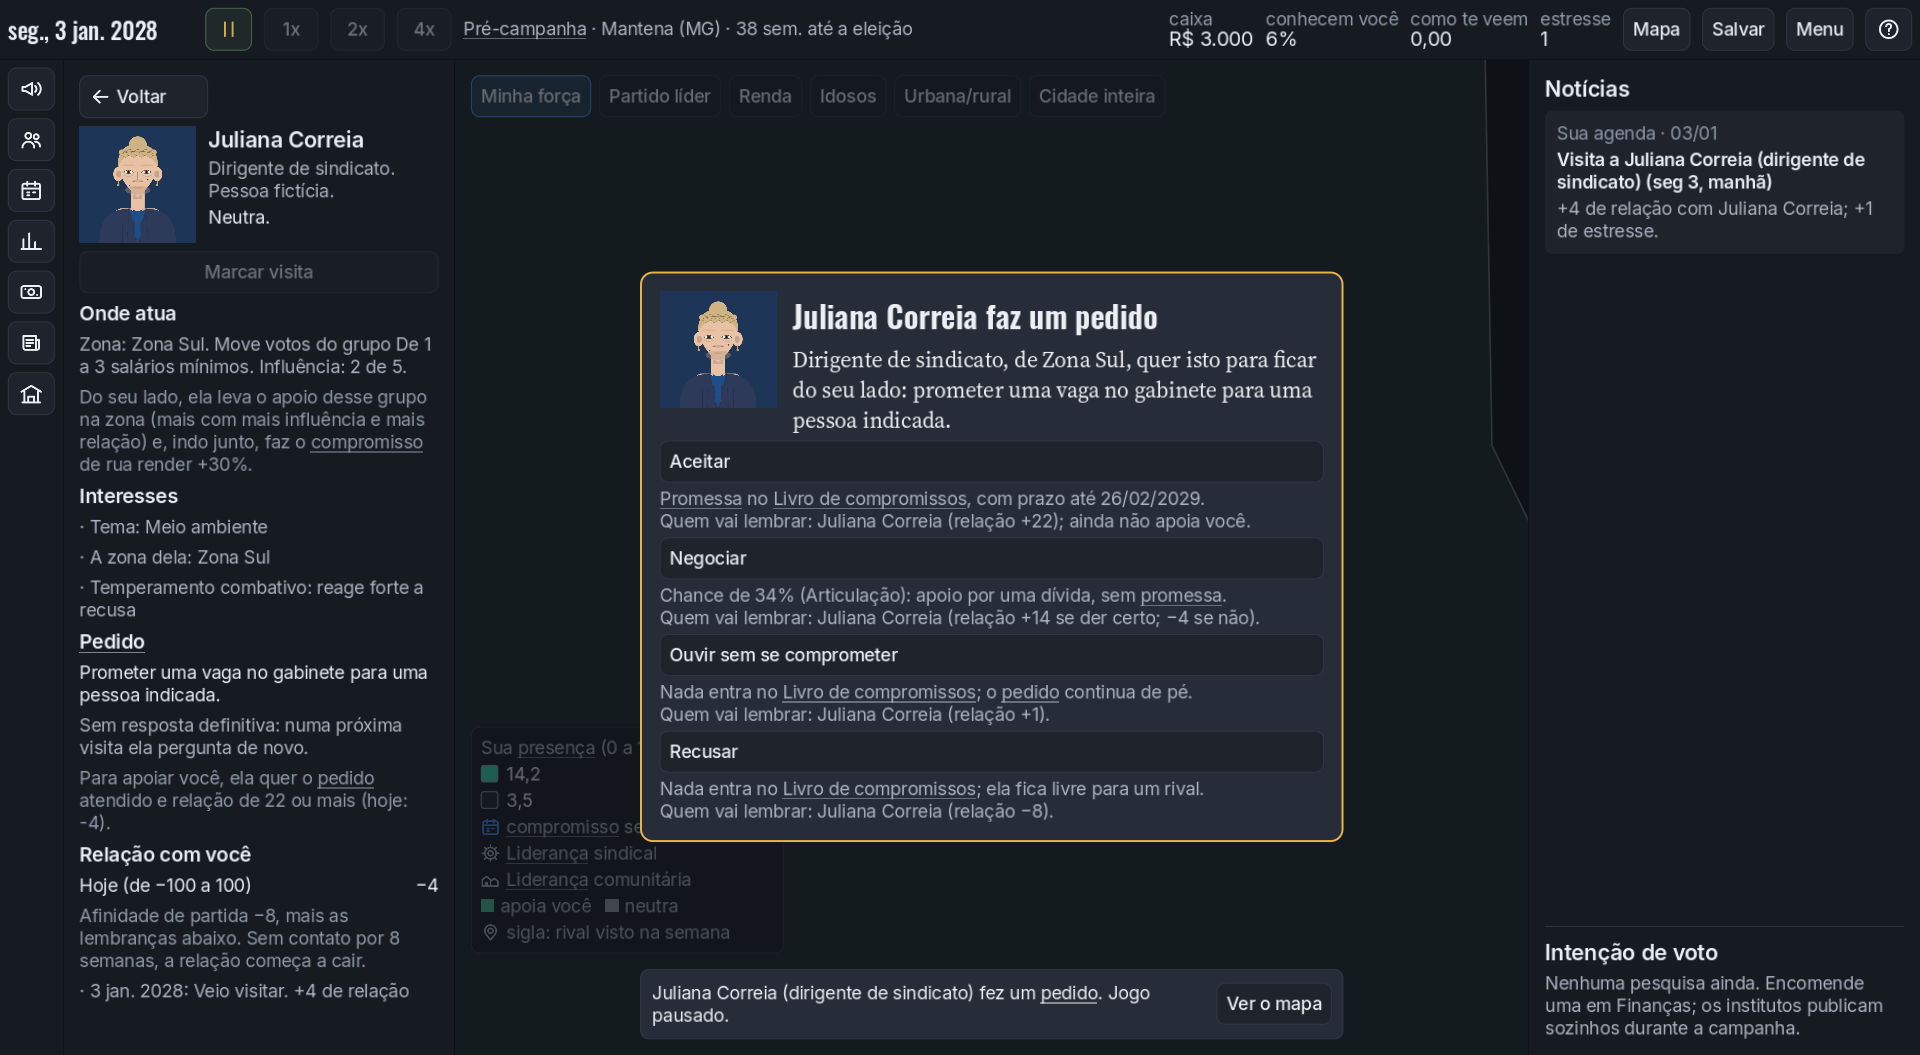 seg., 3 jan. 2028
1x
2x
4x
Pré-campanha · Mantena (MG) · 38 sem. até a eleição
caixa
R$ 3.000
conhecem você
6%
como te veem
0,00
estresse
1
Mapa
Salvar
Menu
Voltar
Juliana Correia
Dirigente de sindicato.
Pessoa fictícia.
Neutra.
Marcar visita
Onde atua
Zona: Zona Sul. Move votos do grupo De 1
a 3 salários mínimos. Influência: 2 de 5.
Do seu lado, ela leva o apoio desse grupo
na zona (mais com mais influência e mais
relação) e, indo junto, faz o compromisso
de rua render +30%.
Interesses
· Tema: Meio ambiente
· A zona dela: Zona Sul
· Temperamento combativo: reage forte a
recusa
Pedido
Prometer uma vaga no gabinete para uma
pessoa indicada.
Sem resposta definitiva: numa próxima
visita ela pergunta de novo.
Para apoiar você, ela quer o pedido
atendido e relação de 22 ou mais (hoje:
-4).
Relação com você
Hoje (de −100 a 100) −4
Afinidade de partida −8, mais as
lembranças abaixo. Sem contato por 8
semanas, a relação começa a cair.
· 3 jan. 2028: Veio visitar. +4 de relação
Minha força
Partido líder
Renda
Idosos
Urbana/rural
Cidade inteira
Juliana Correia faz um pedido
Dirigente de sindicato, de Zona Sul, quer isto para ficar
do seu lado: prometer uma vaga no gabinete para uma
pessoa indicada.
Aceitar
Promessa no Livro de compromissos, com prazo até 26/02/2029.
Quem vai lembrar: Juliana Correia (relação +22); ainda não apoia você.
Negociar
Chance de 34% (Articulação): apoio por uma dívida, sem promessa.
Quem vai lembrar: Juliana Correia (relação +14 se der certo; −4 se não).
Ouvir sem se comprometer
Nada entra no Livro de compromissos; o pedido continua de pé.
Quem vai lembrar: Juliana Correia (relação +1).
Recusar
Nada entra no Livro de compromissos; ela fica livre para um rival.
Quem vai lembrar: Juliana Correia (relação −8).
Sua presença (0 a
14,2
3,5
compromisso
Liderança sindical
Liderança comunitária
apoia você neutra
sigla: rival visto na semana
Juliana Correia (dirigente de sindicato) fez um pedido. Jogo
pausado.
Ver o mapa
Notícias
Sua agenda · 03/01
Visita a Juliana Correia (dirigente de
sindicato) (seg 3, manhã)
+4 de relação com Juliana Correia; +1
de estresse.
Intenção de voto
Nenhuma pesquisa ainda. Encomende
uma em Finanças; os institutos publicam
sozinhos durante a campanha.